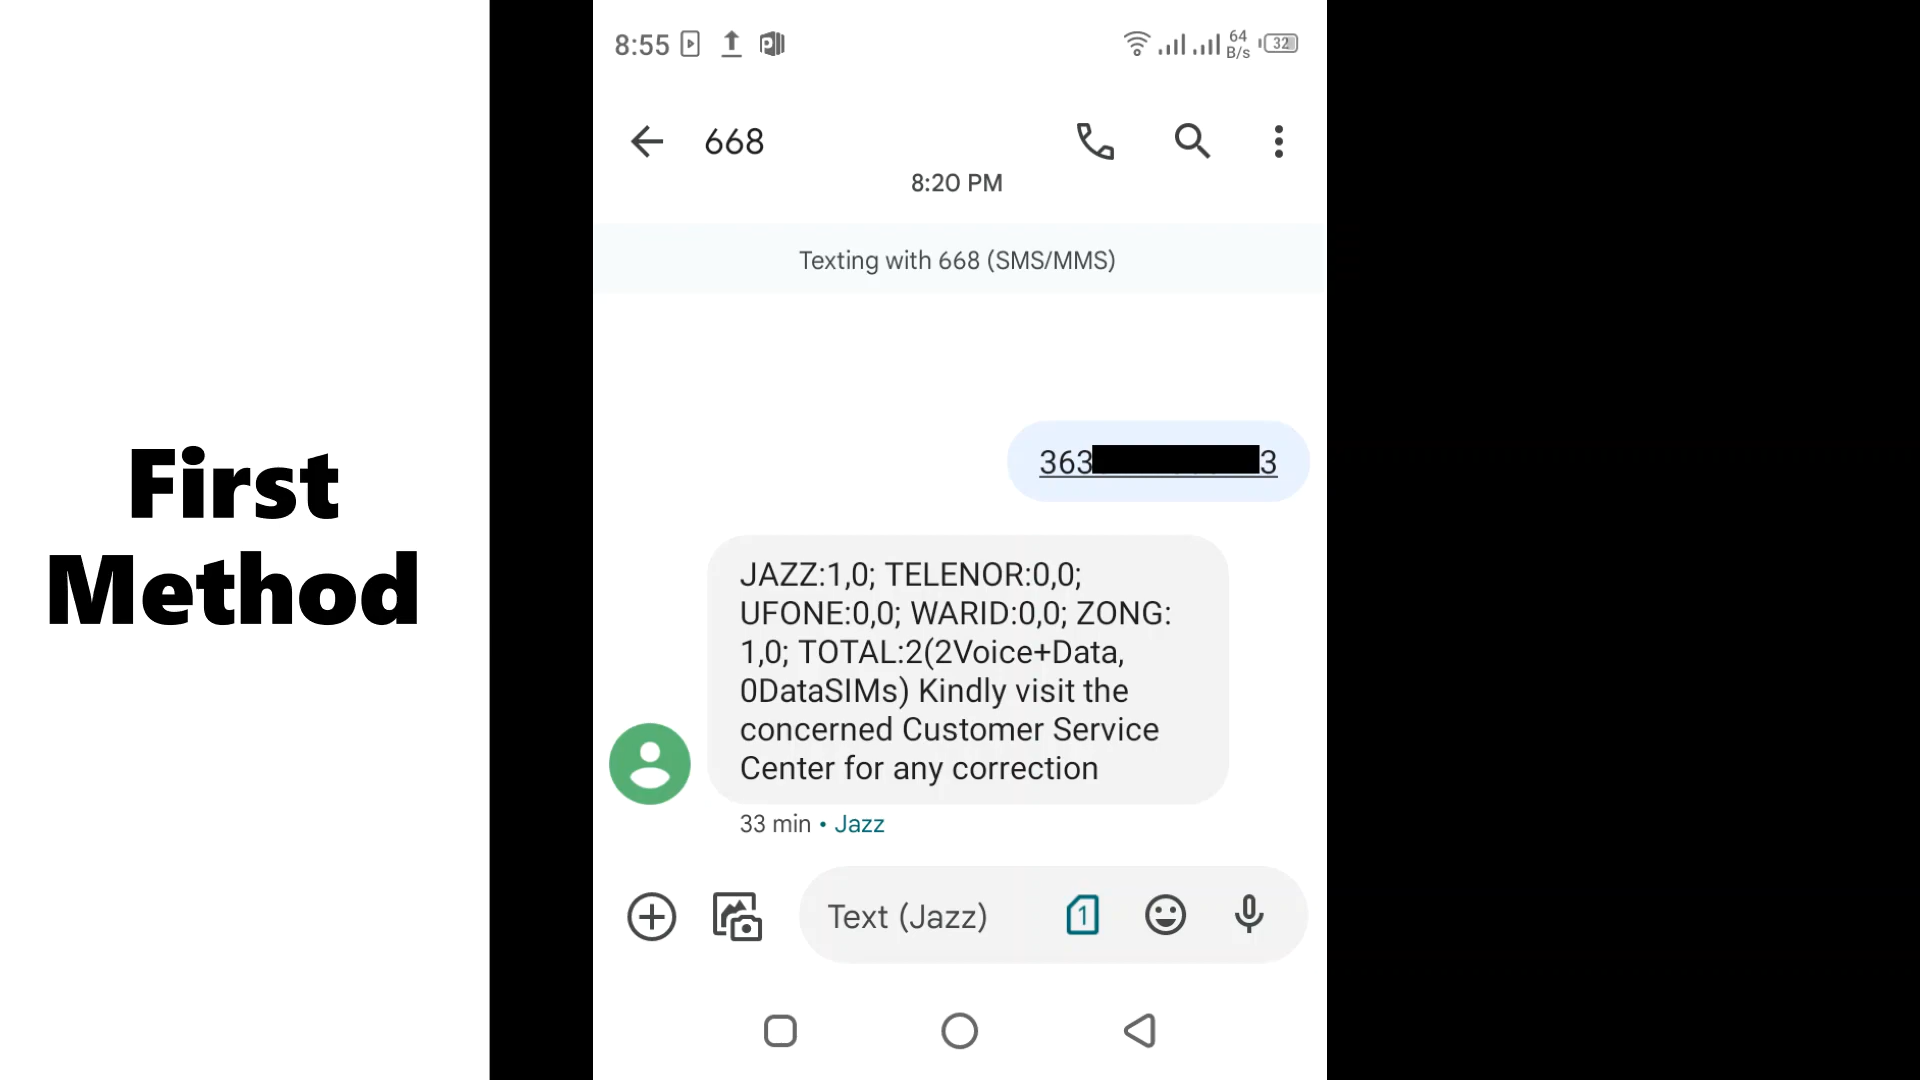 First
Method
8:55
64
B/s
32
668
8:20 PM
Texting with 668 (SMS/MMS)
363
3
JAZZ:1,0; TELENOR:0,0;
UFONE:0,0; WARID:0,0; ZONG:
1,0; TOTAL:2(2Voice+Data,
0DataSIMs) Kindly visit the
concerned Customer Service
Center for any correction
33 min • Jazz
Text (Jazz)
1